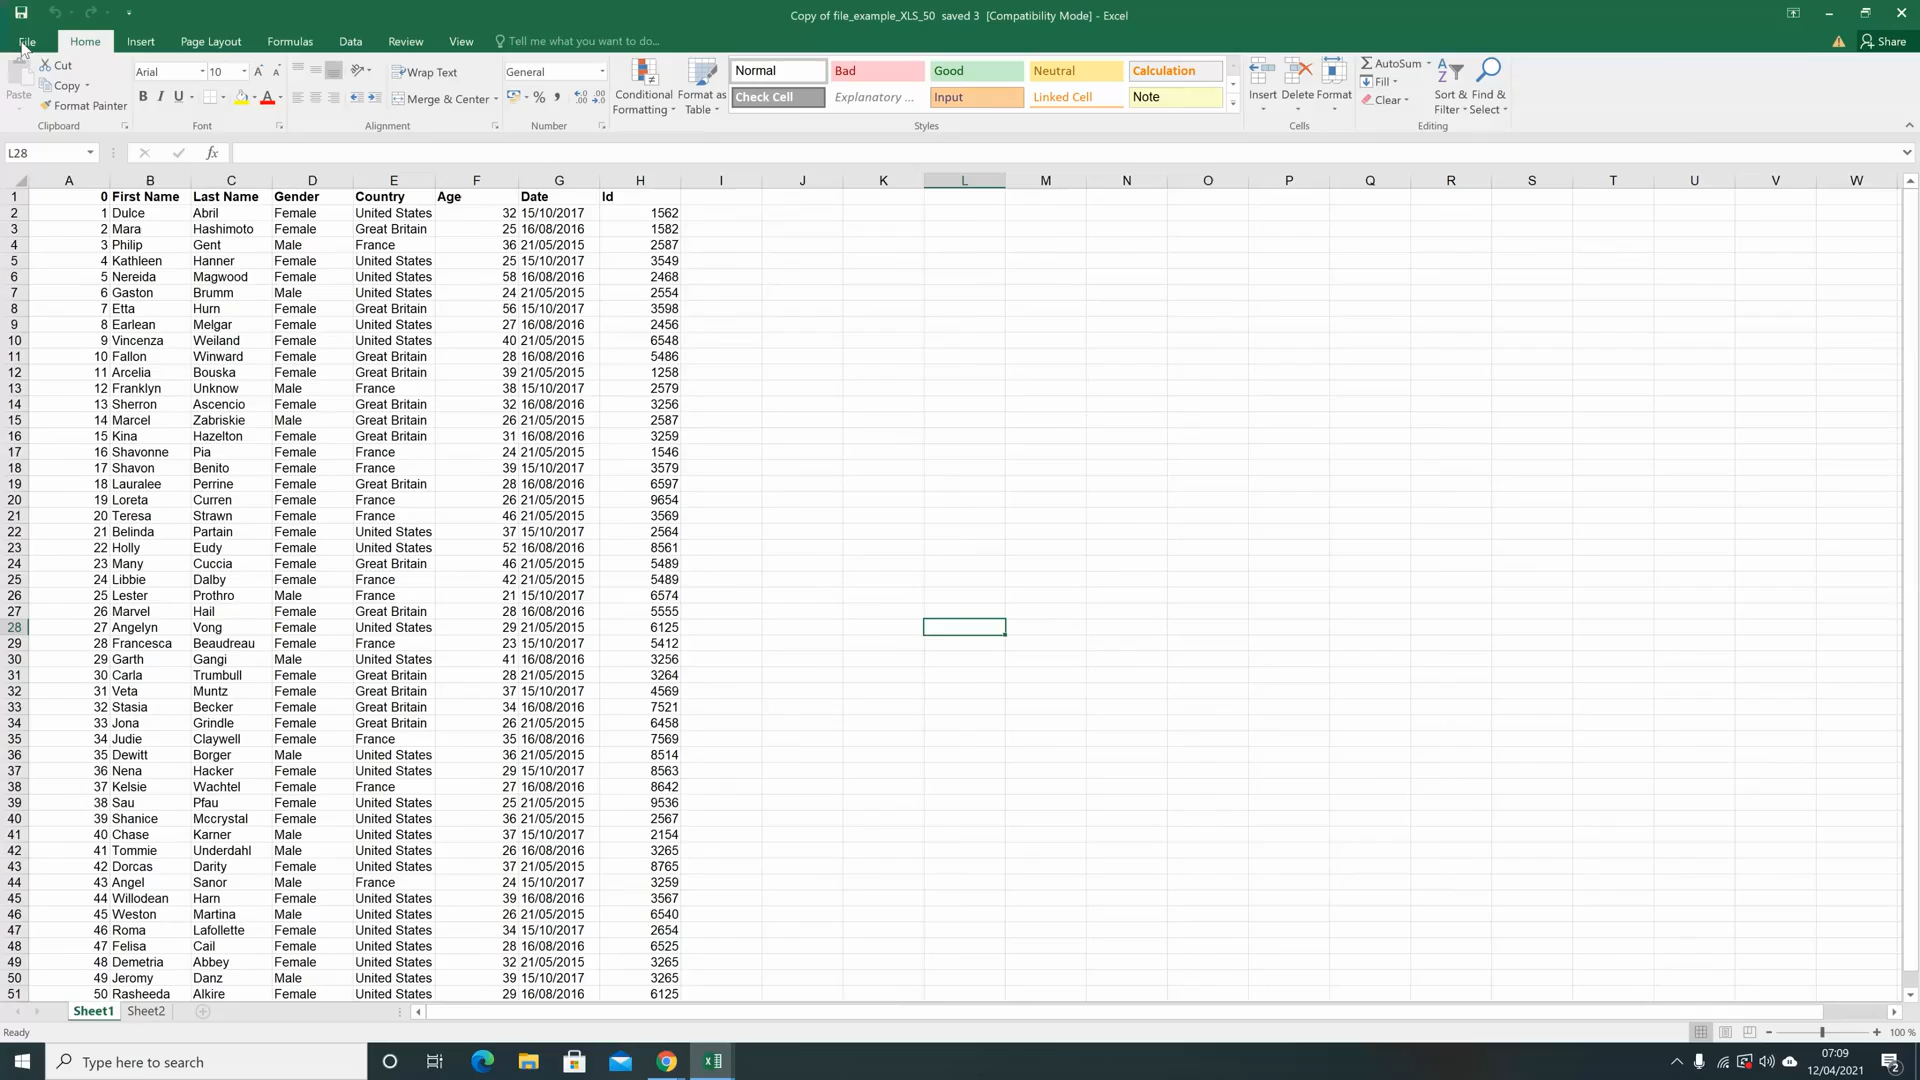 Copy of file_example_XLS_50 saved 3 [Compatibility Mode] - Excel
File Home Insert Page Layout Formulas Data Review View Tell me what you want to do... Share
Paste Cut Copy Format Painter Clipboard
Arial 10 B I U Font
Wrap Text Merge & Center Alignment
General % Number
Conditional Formatting Format as Table
Normal Bad Good Neutral Calculation
Check Cell Explanatory ... Input Linked Cell Note
Styles
Insert Delete Format Cells
AutoSum Fill Clear Sort & Filter Find & Select Editing
L28 fx
A B C D E F G H I J K L M N O P Q R S T U V W
1 0 First Name Last Name Gender Country Age Date Id
2 1 Dulce Abril Female United States 32 15/10/2017 1562
3 2 Mara Hashimoto Female Great Britain 25 16/08/2016 1582
4 3 Philip Gent Male France 36 21/05/2015 2587
5 4 Kathleen Hanner Female United States 25 15/10/2017 3549
6 5 Nereida Magwood Female United States 58 16/08/2016 2468
7 6 Gaston Brumm Male United States 24 21/05/2015 2554
8 7 Etta Hurn Female Great Britain 56 15/10/2017 3598
9 8 Earlean Melgar Female United States 27 16/08/2016 2456
10 9 Vincenza Weiland Female United States 40 21/05/2015 6548
11 10 Fallon Winward Female Great Britain 28 16/08/2016 5486
12 11 Arcelia Bouska Female Great Britain 39 21/05/2015 1258
13 12 Franklyn Unknow Male France 38 15/10/2017 2579
14 13 Sherron Ascencio Female Great Britain 32 16/08/2016 3256
15 14 Marcel Zabriskie Male Great Britain 26 21/05/2015 2587
16 15 Kina Hazelton Female Great Britain 31 16/08/2016 3259
17 16 Shavonne Pia Female France 24 21/05/2015 1546
18 17 Shavon Benito Female France 39 15/10/2017 3579
19 18 Lauralee Perrine Female Great Britain 28 16/08/2016 6597
20 19 Loreta Curren Female France 26 21/05/2015 9654
21 20 Teresa Strawn Female France 46 21/05/2015 3569
22 21 Belinda Partain Female United States 37 15/10/2017 2564
23 22 Holly Eudy Female United States 52 16/08/2016 8561
24 23 Many Cuccia Female Great Britain 46 21/05/2015 5489
25 24 Libbie Dalby Female France 42 21/05/2015 5489
26 25 Lester Prothro Male France 21 15/10/2017 6574
27 26 Marvel Hail Female Great Britain 28 16/08/2016 5555
28 27 Angelyn Vong Female United States 29 21/05/2015 6125
29 28 Francesca Beaudreau Female France 23 15/10/2017 5412
30 29 Garth Gangi Male United States 41 16/08/2016 3256
31 30 Carla Trumbull Female Great Britain 28 21/05/2015 3264
32 31 Veta Muntz Female Great Britain 37 15/10/2017 4569
33 32 Stasia Becker Female Great Britain 34 16/08/2016 7521
34 33 Jona Grindle Female Great Britain 26 21/05/2015 6458
35 34 Judie Claywell Female France 35 16/08/2016 7569
36 35 Dewitt Borger Male United States 36 21/05/2015 8514
37 36 Nena Hacker Female United States 29 15/10/2017 8563
38 37 Kelsie Wachtel Female France 27 16/08/2016 8642
39 38 Sau Pfau Female United States 25 21/05/2015 9536
40 39 Shanice Mccrystal Female United States 36 21/05/2015 2567
41 40 Chase Karner Male United States 37 15/10/2017 2154
42 41 Tommie Underdahl Male United States 26 16/08/2016 3265
43 42 Dorcas Darity Female United States 37 21/05/2015 8765
44 43 Angel Sanor Male France 24 15/10/2017 3259
45 44 Willodean Harn Female United States 39 16/08/2016 3567
46 45 Weston Martina Male United States 26 21/05/2015 6540
47 46 Roma Lafollette Female United States 34 15/10/2017 2654
48 47 Felisa Cail Female United States 28 16/08/2016 6525
49 48 Demetria Abbey Female United States 32 21/05/2015 3265
50 49 Jeromy Danz Male United States 39 15/10/2017 3265
51 50 Rasheeda Alkire Female United States 29 16/08/2016 6125
Sheet1 Sheet2
Ready 100 %
Type here to search 07:09
12/04/2021 2